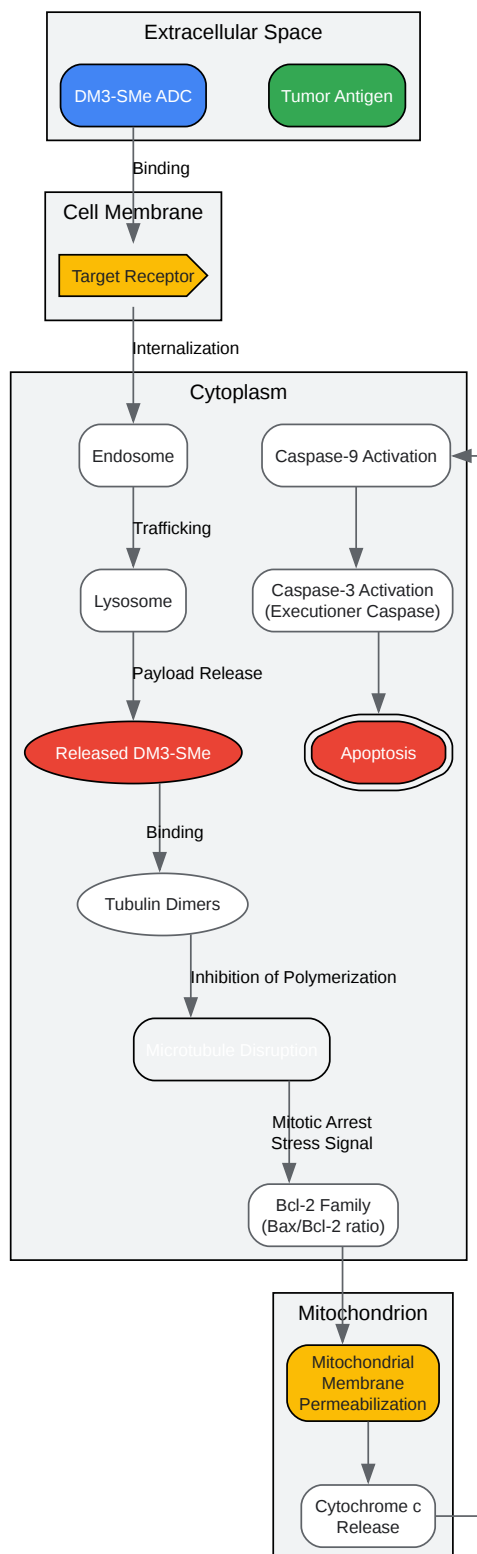 Extracellular Space
DM3-SMe ADC
Tumor Antigen
Binding
Cell Membrane
Target Receptor
Internalization
Cytoplasm
Endosome
Caspase-9 Activation
Trafficking
Lysosome
Caspase-3 Activation
(Executioner Caspase)
Payload Release
Released DM3-SMe
Apoptosis
Binding
Tubulin Dimers
Inhibition of Polymerization
Microtubule Disruption
Mitotic Arrest
Stress Signal
Bcl-2 Family
(Bax/Bcl-2 ratio)
Mitochondrion
Mitochondrial
Membrane
Permeabilization
Cytochrome c
Release